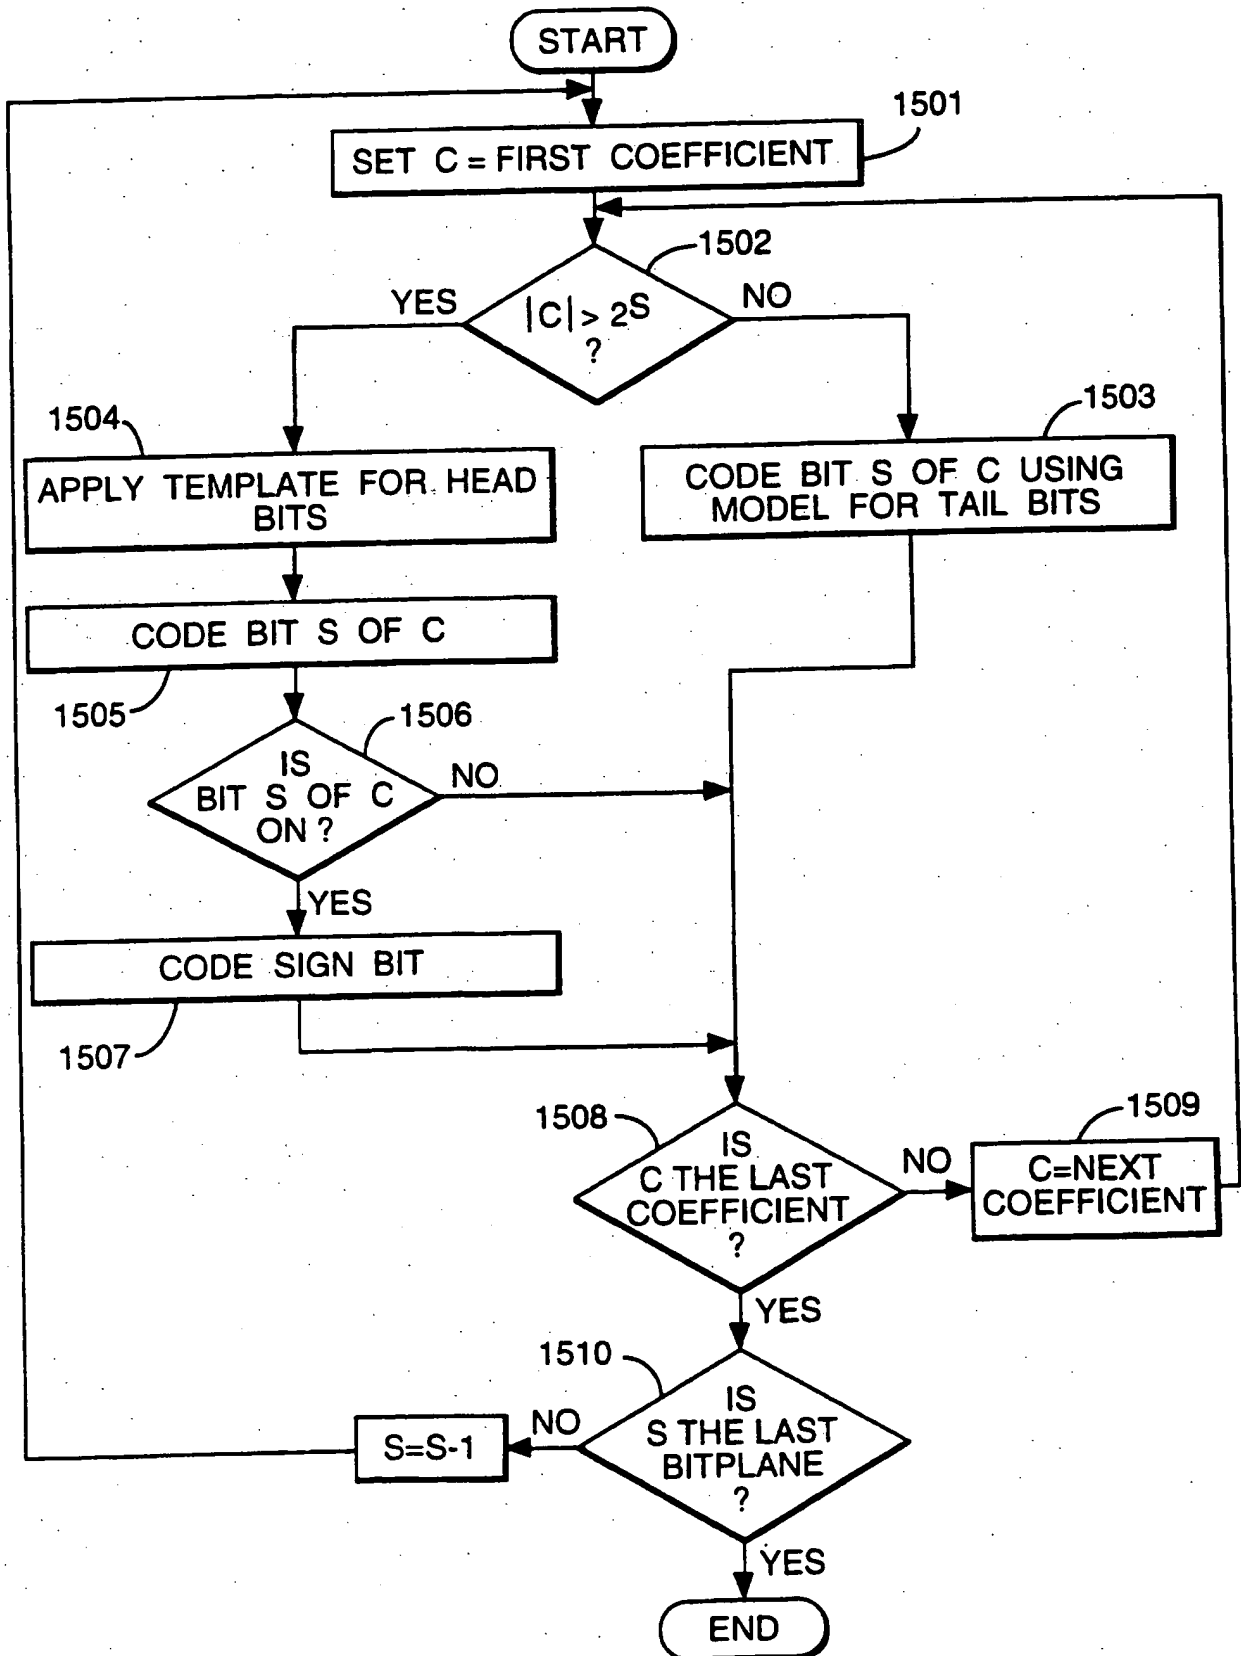 START
1501
SET C = FIRST COEFFICIENT
1502
|C| > 2S
?
YES
NO
1504
1503
APPLY TEMPLATE FOR HEAD
BITS
CODE BIT S OF C USING
MODEL FOR TAIL BITS
CODE BIT S OF C
1505
1506
IS
BIT S OF C
ON ?
NO
YES
CODE SIGN BIT
1507
1508
IS
C THE LAST
COEFFICIENT
?
NO
1509
C=NEXT
COEFFICIENT
YES
1510
IS
S THE LAST
BITPLANE
?
NO
S=S-1
YES
END